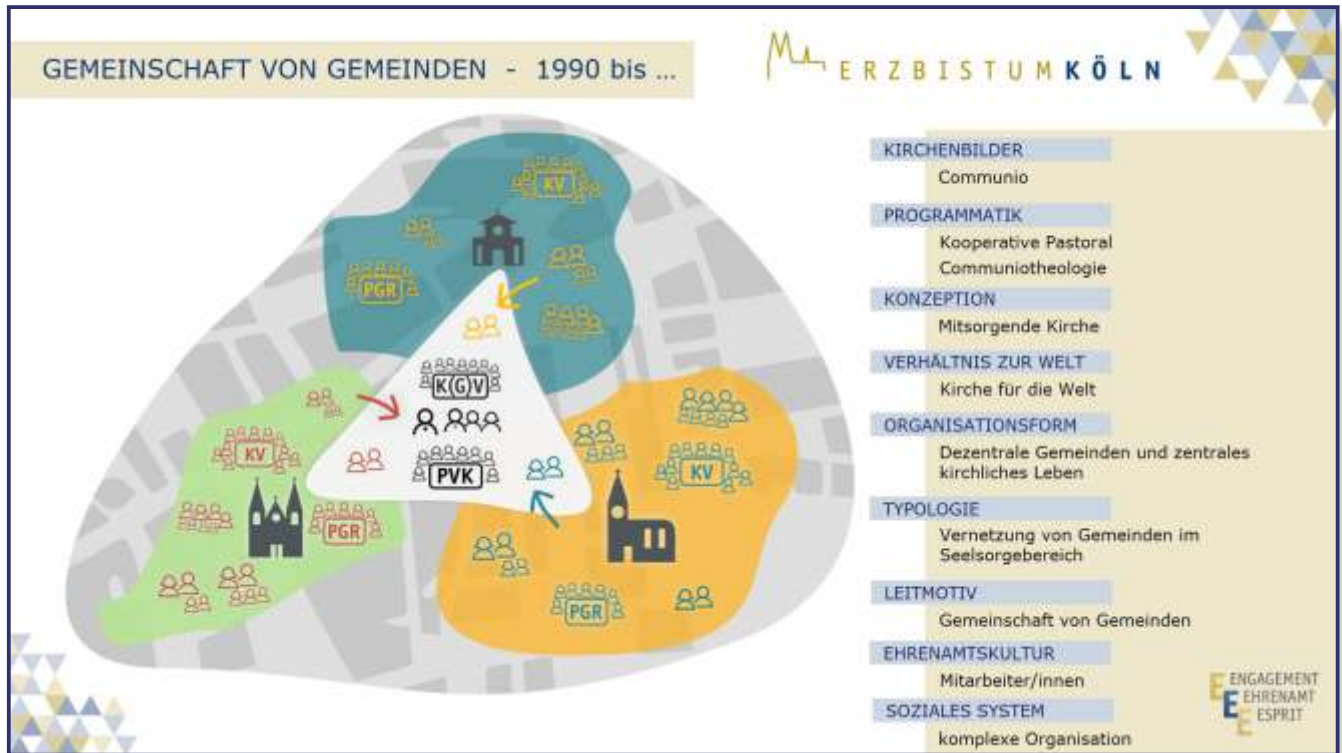 GEMEINSCHAFT VON GEMEINDEN - 1990 bis ...
ERZBISTUMKÖLN
KV
PGR
K(G)V
PVK
KV
PGR
KV
PGR
KIRCHENBILDER
Communio
PROGRAMMATIK
Kooperative Pastoral
Communiotheologie
KONZEPTION
Mitsorgende Kirche
VERHÄLTNIS ZUR WELT
Kirche für die Welt
ORGANISATIONSFORM
Dezentrale Gemeinden und zentrales
kirchliches Leben
TYPOLOGIE
Vernetzung von Gemeinden im
Seelsorgebereich
LEITMOTIV
Gemeinschaft von Gemeinden
EHRENAMTSKULTUR
Mitarbeiter/innen
SOZIALES SYSTEM
komplexe Organisation
ENGAGEMENT
EHRENAMT
ESPRIT